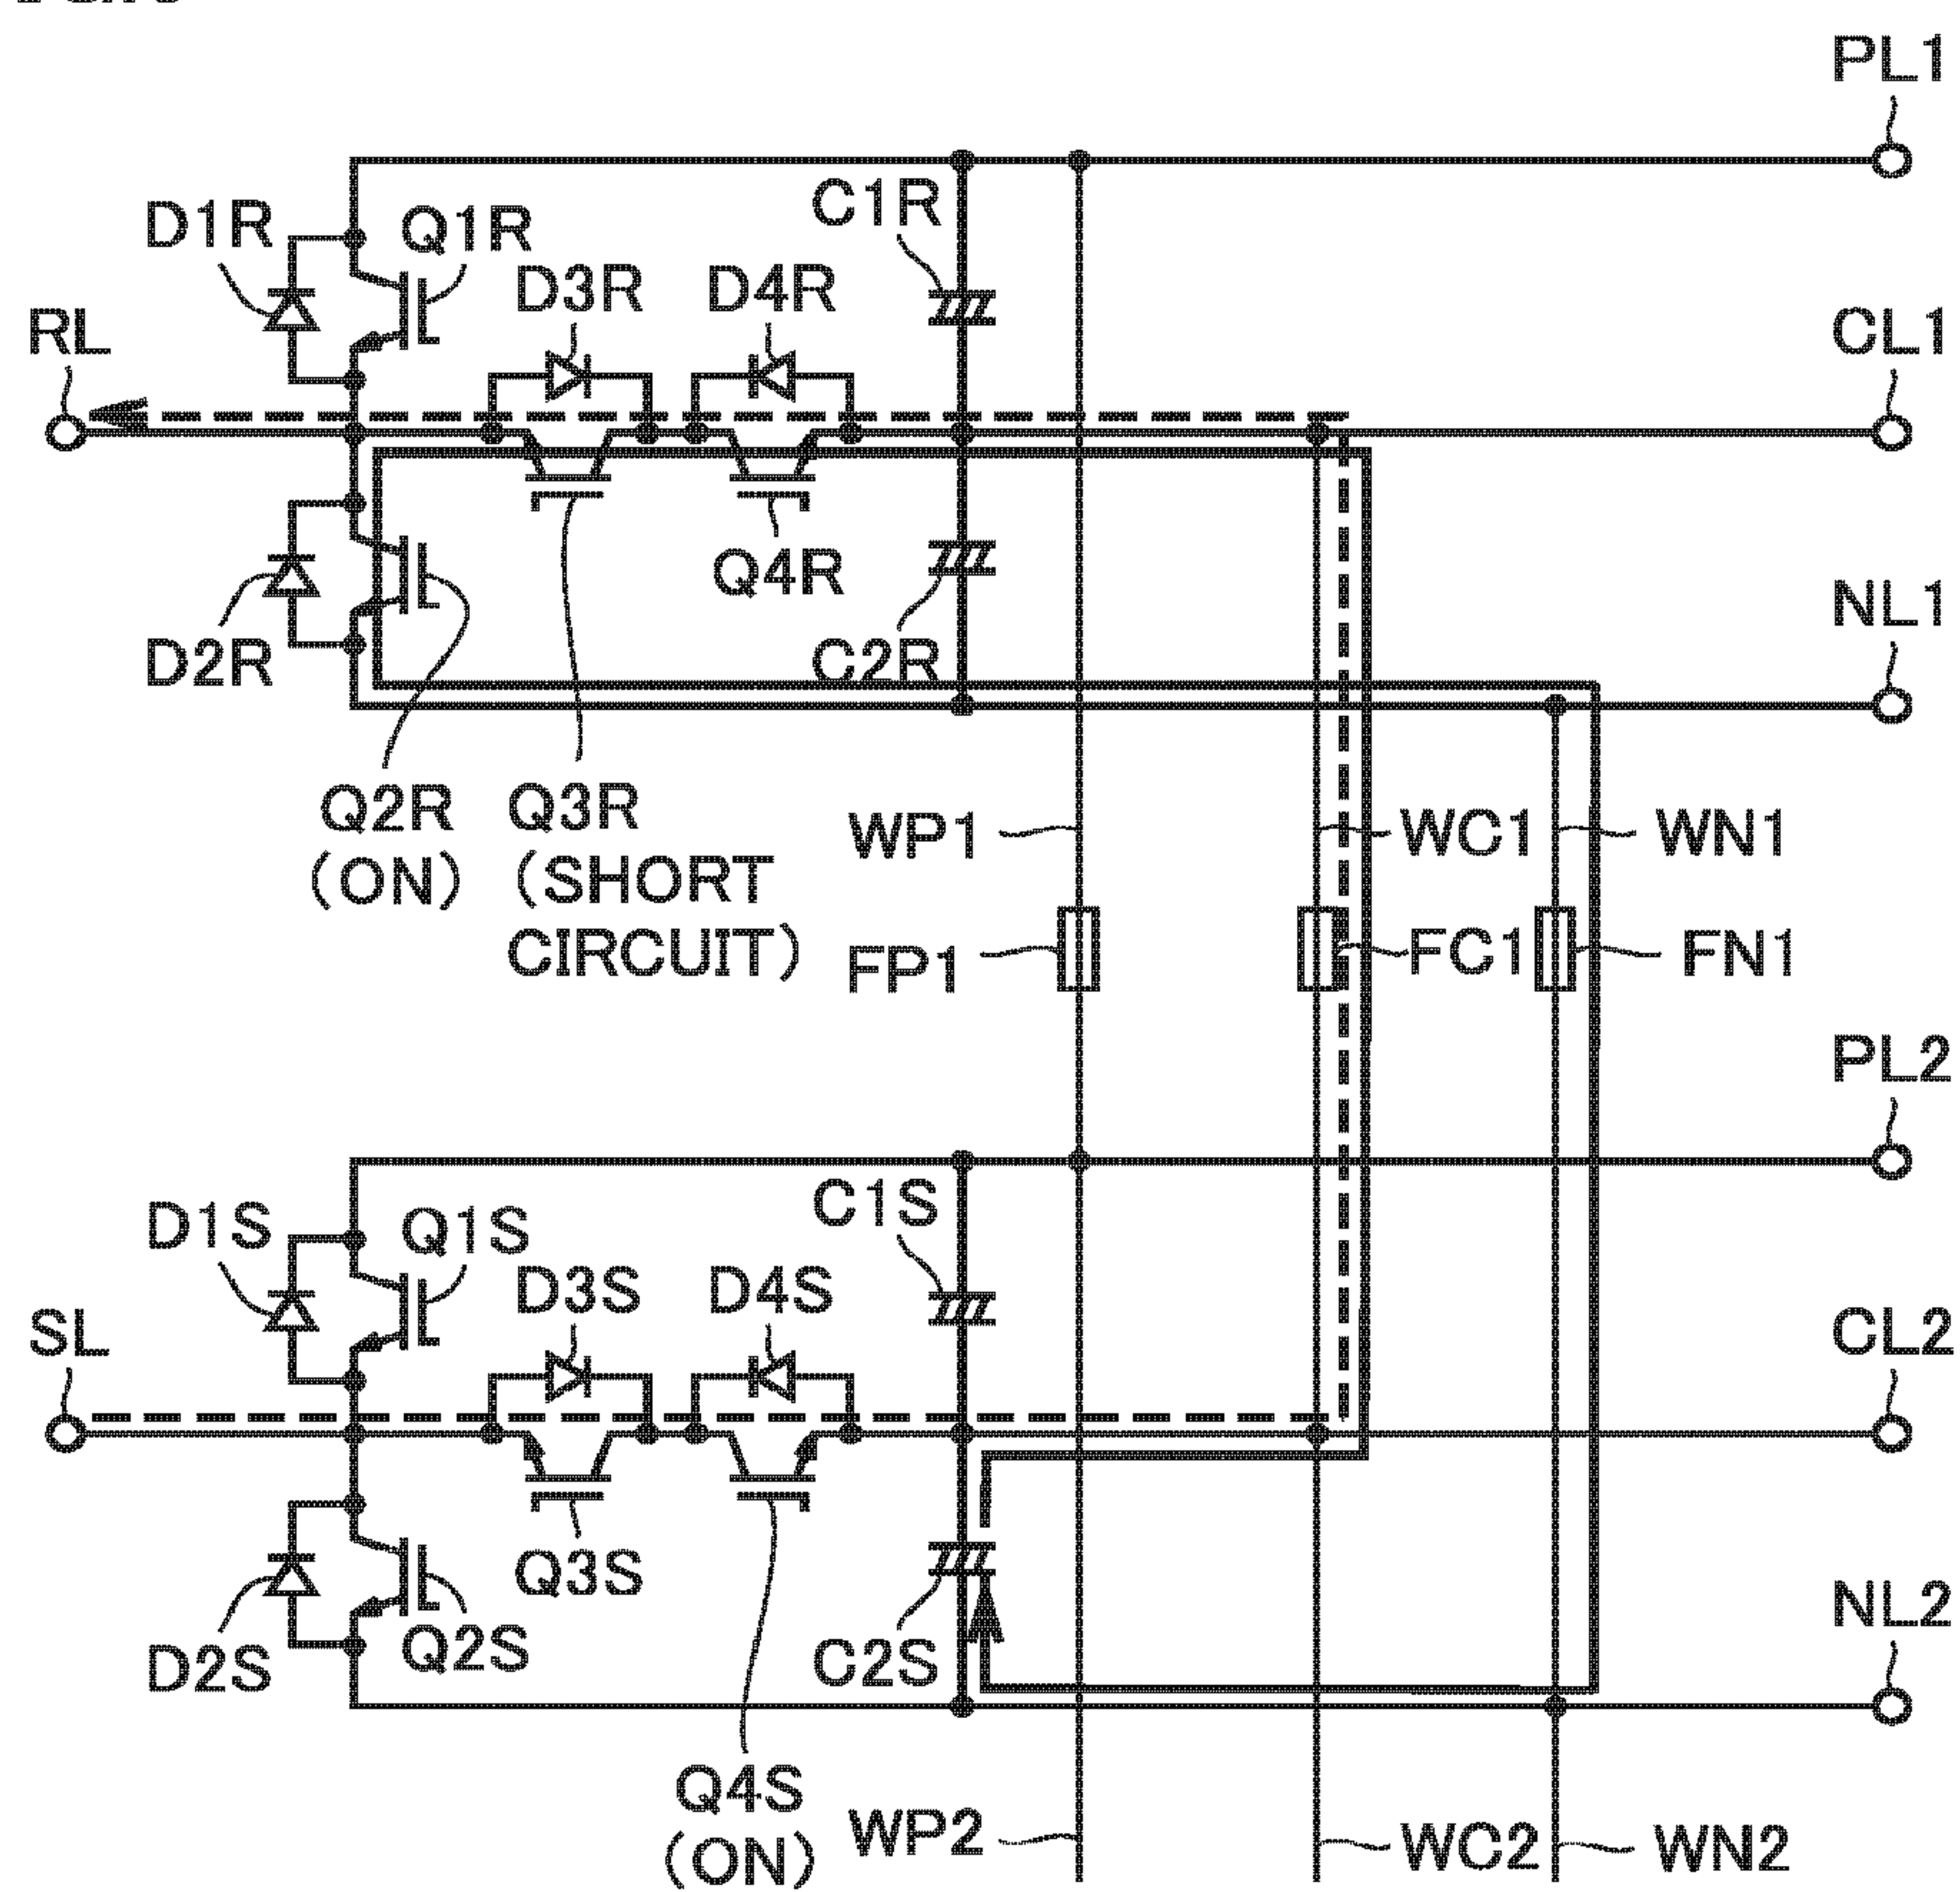 PL1
C1R
D1R
Q1R
D3R
D4R
RL
CL1
Q4R
NL1
D2R
C2R
Q2R
(ON)
Q3R
(SHORT
CIRCUIT)
WP1
WC1
WN1
FP1
FC1
FN1
PL2
C1S
D1S
Q1S
D3S
D4S
SL
CL2
Q3S
NL2
D2S
Q2S
C2S
Q4S
(ON)
WP2
WC2
WN2